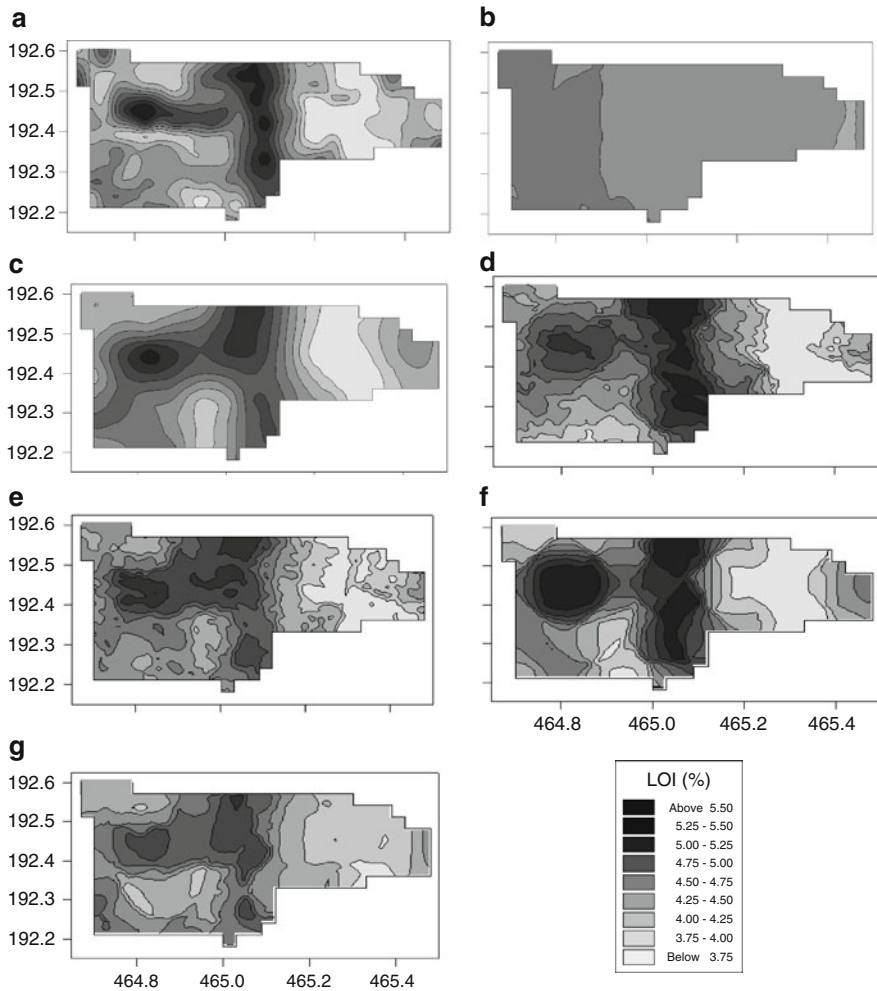 a
b
192.6
192.5
192.4
192.3
192.2
c
d
192.6
192.5
192.4
192.3
192.2
e
f
192.6
192.5
192.4
192.3
192.2
464.8 465.0 465.2 465.4
g
192.6
192.5
192.4
192.3
192.2
464.8 465.0 465.2 465.4
LOI (%)
Above 5.50
5.25 - 5.50
5.00 - 5.25
4.75 - 5.00
4.50 - 4.75
4.25 - 4.50
4.00 - 4.25
3.75 - 4.00
Below 3.75